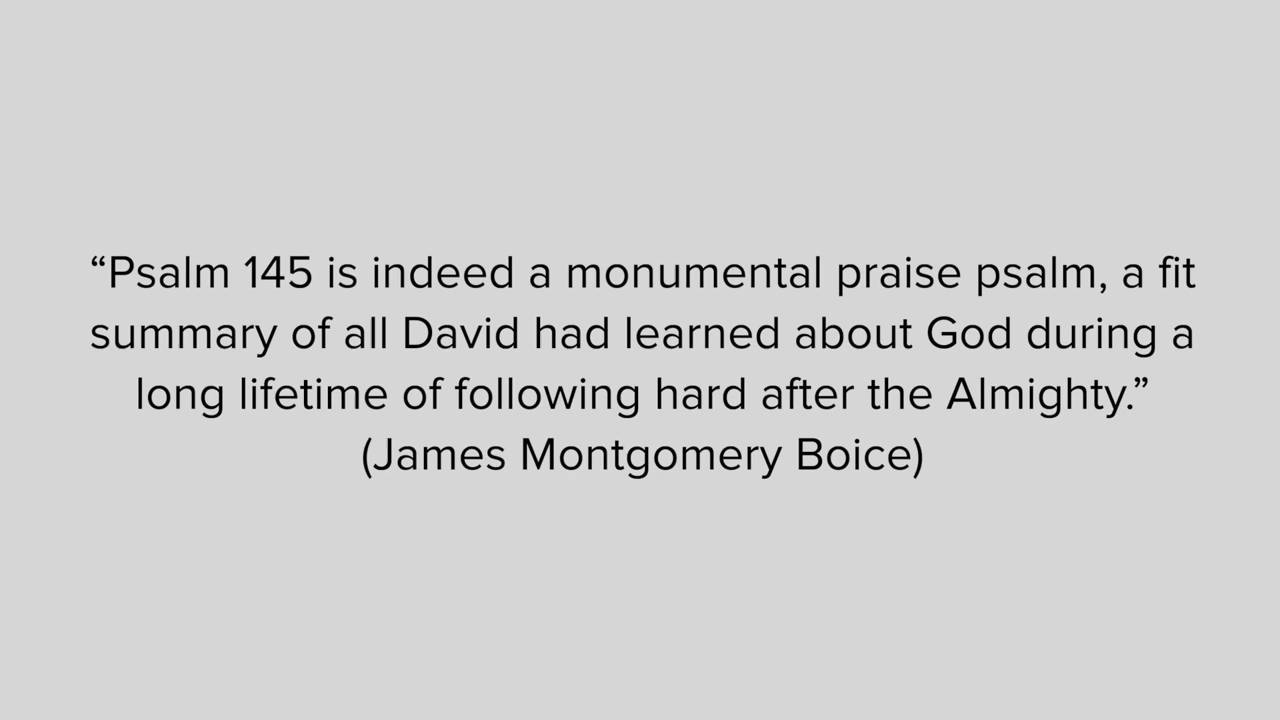 “Psalm 145 is indeed a monumental praise psalm, a fit
summary of all David had learned about God during a
long lifetime of following hard after the Almighty.”
(James Montgomery Boice)